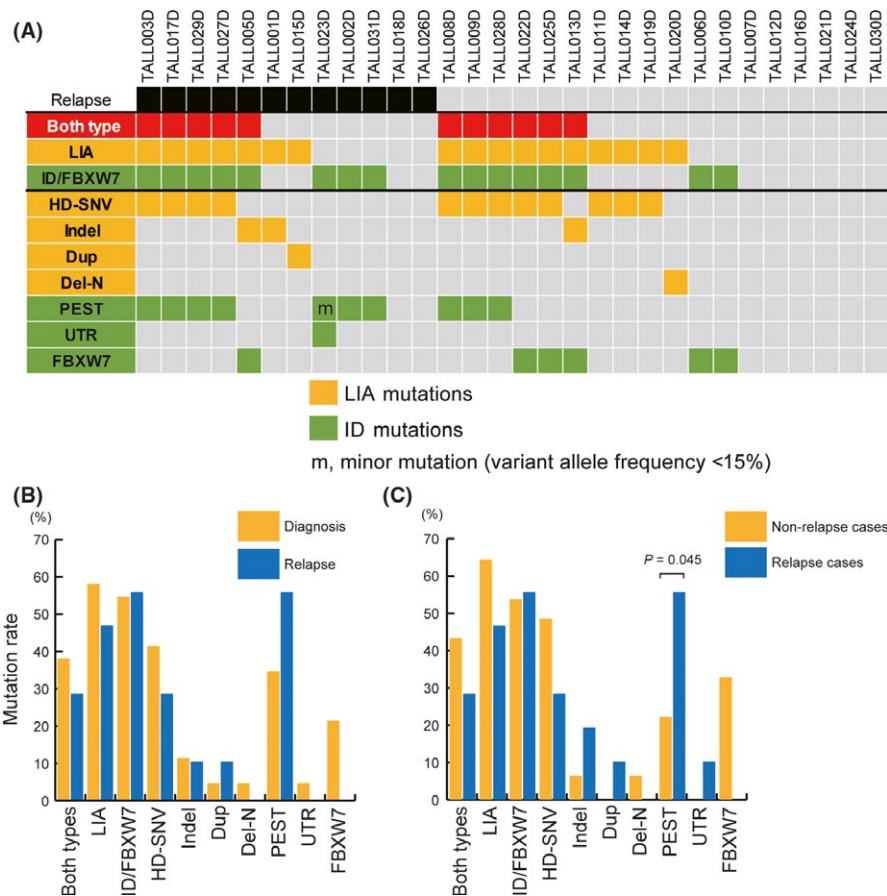 (A)
TALL003D TALL017D TALL029D TALL027D TALL005D TALL001D TALL015D TALL023D TALL002D TALL031D TALL018D TALL026D TALL008D TALL009D TALL028D TALL022D TALL025D TALL013D TALL011D TALL014D TALL019D TALL020D TALL006D TALL010D TALL007D TALL012D TALL016D TALL021D TALL024D TALL030D
Relapse
Both type
LIA
ID/FBXW7
HD-SNV
Indel
Dup
Del-N
PEST m
UTR
FBXW7
LIA mutations
ID mutations
m, minor mutation (variant allele frequency <15%)
(B)
(%)
Diagnosis
Relapse
Mutation rate
70
60
50
40
30
20
10
0
Both types LIA ID/FBXW7 HD-SNV Indel Dup Del-N PEST UTR FBXW7
(C)
(%)
Non-relapse cases
Relapse cases
P = 0.045
70
60
50
40
30
20
10
0
Both types LIA ID/FBXW7 HD-SNV Indel Dup Del-N PEST UTR FBXW7